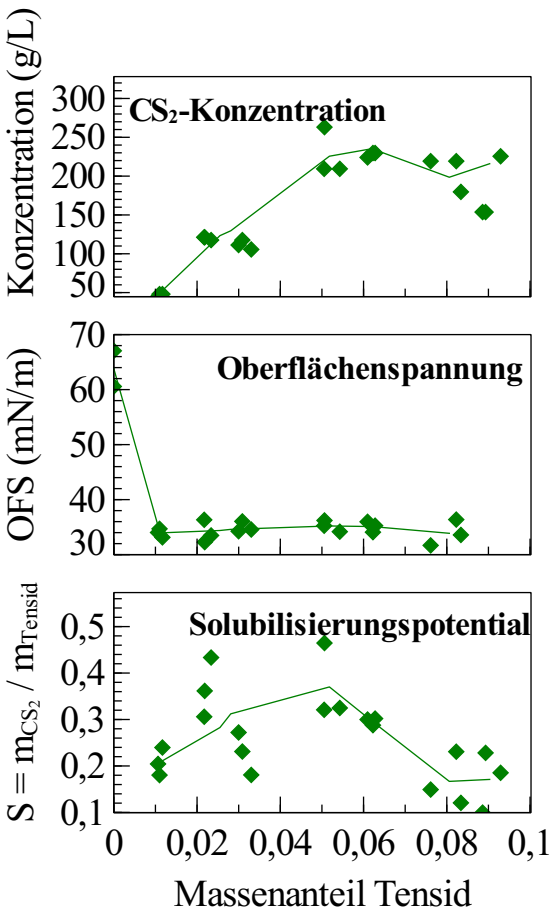 Konzentration (g/L)
300
250
200
150
100
50
CS₂-Konzentration
OFS (mN/m)
70
60
50
40
30
Oberflächenspannung
S = m_CS₂ / m_Tensid
0,5
0,4
0,3
0,2
0,1
Solubilisierungspotential
0 0,02 0,04 0,06 0,08 0,1
Massenanteil Tensid